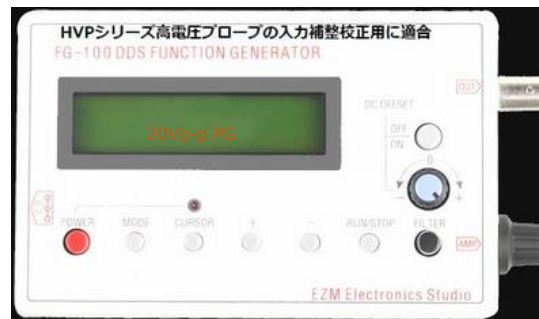 HVPシリーズ高電圧プローブの入力補整校正用に適合
FG-100 DDS FUNCTION GENERATOR
OUT
DC OFFSET
20Vp-p PG
OFF
ON
0
- +
POWER MODE CURSOR + - RUN/STOP FILTER
AMP
EZM Electronics Studio